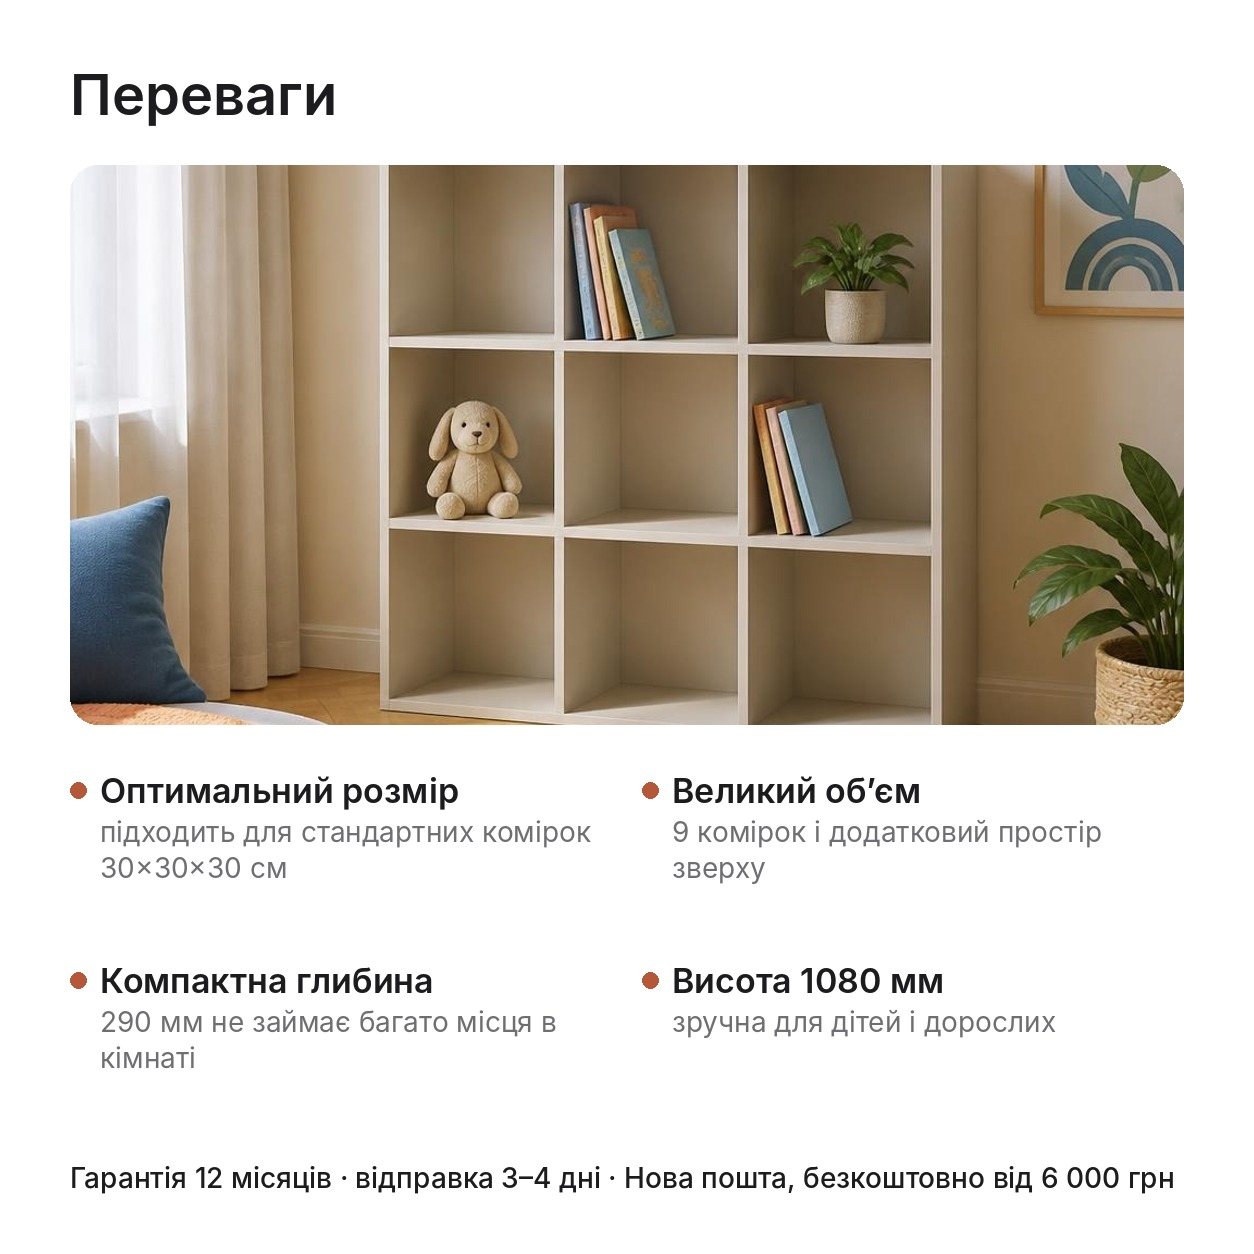 Переваги
Оптимальний розмір
підходить для стандартних комірок
30×30×30 см
Великий об’єм
9 комірок і додатковий простір
зверху
Компактна глибина
290 мм не займає багато місця в
кімнаті
Висота 1080 мм
зручна для дітей і дорослих
Гарантія 12 місяців · відправка 3–4 дні · Нова пошта, безкоштовно від 6 000 грн